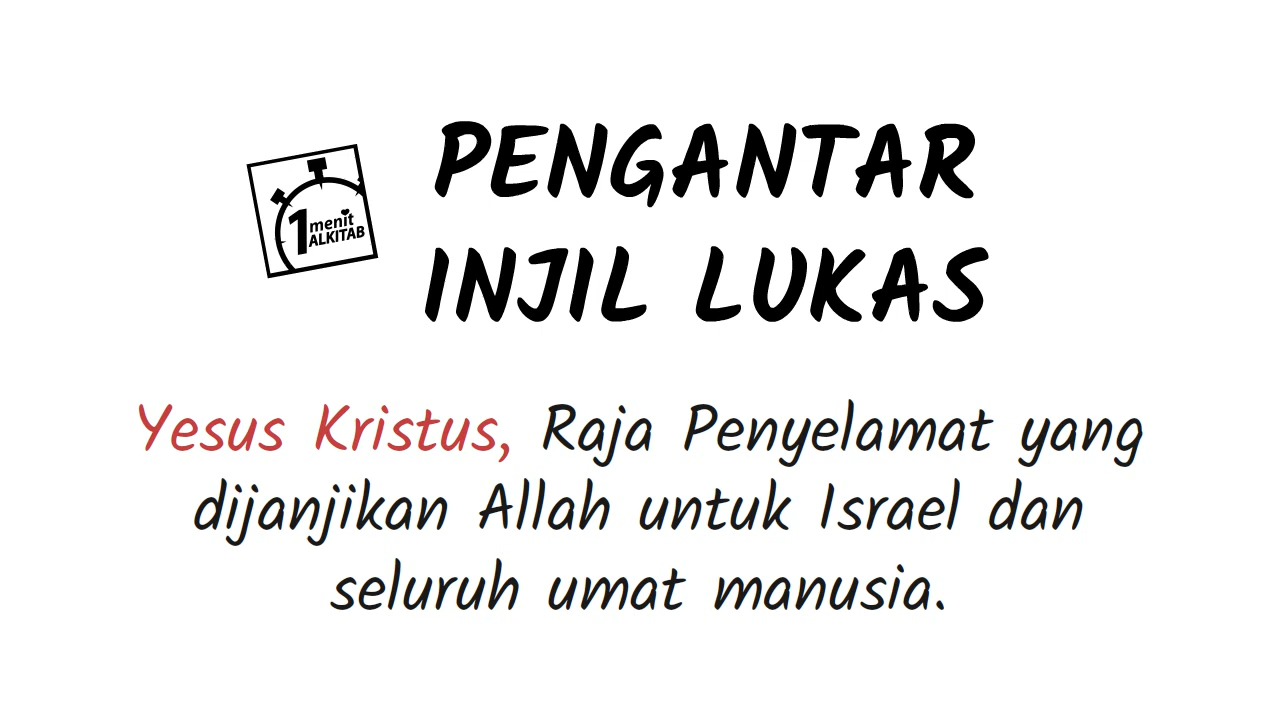 PENGANTAR
INJIL LUKAS
1 menit
ALKITAB
Yesus Kristus, Raja Penyelamat yang
dijanjikan Allah untuk Israel dan
seluruh umat manusia.